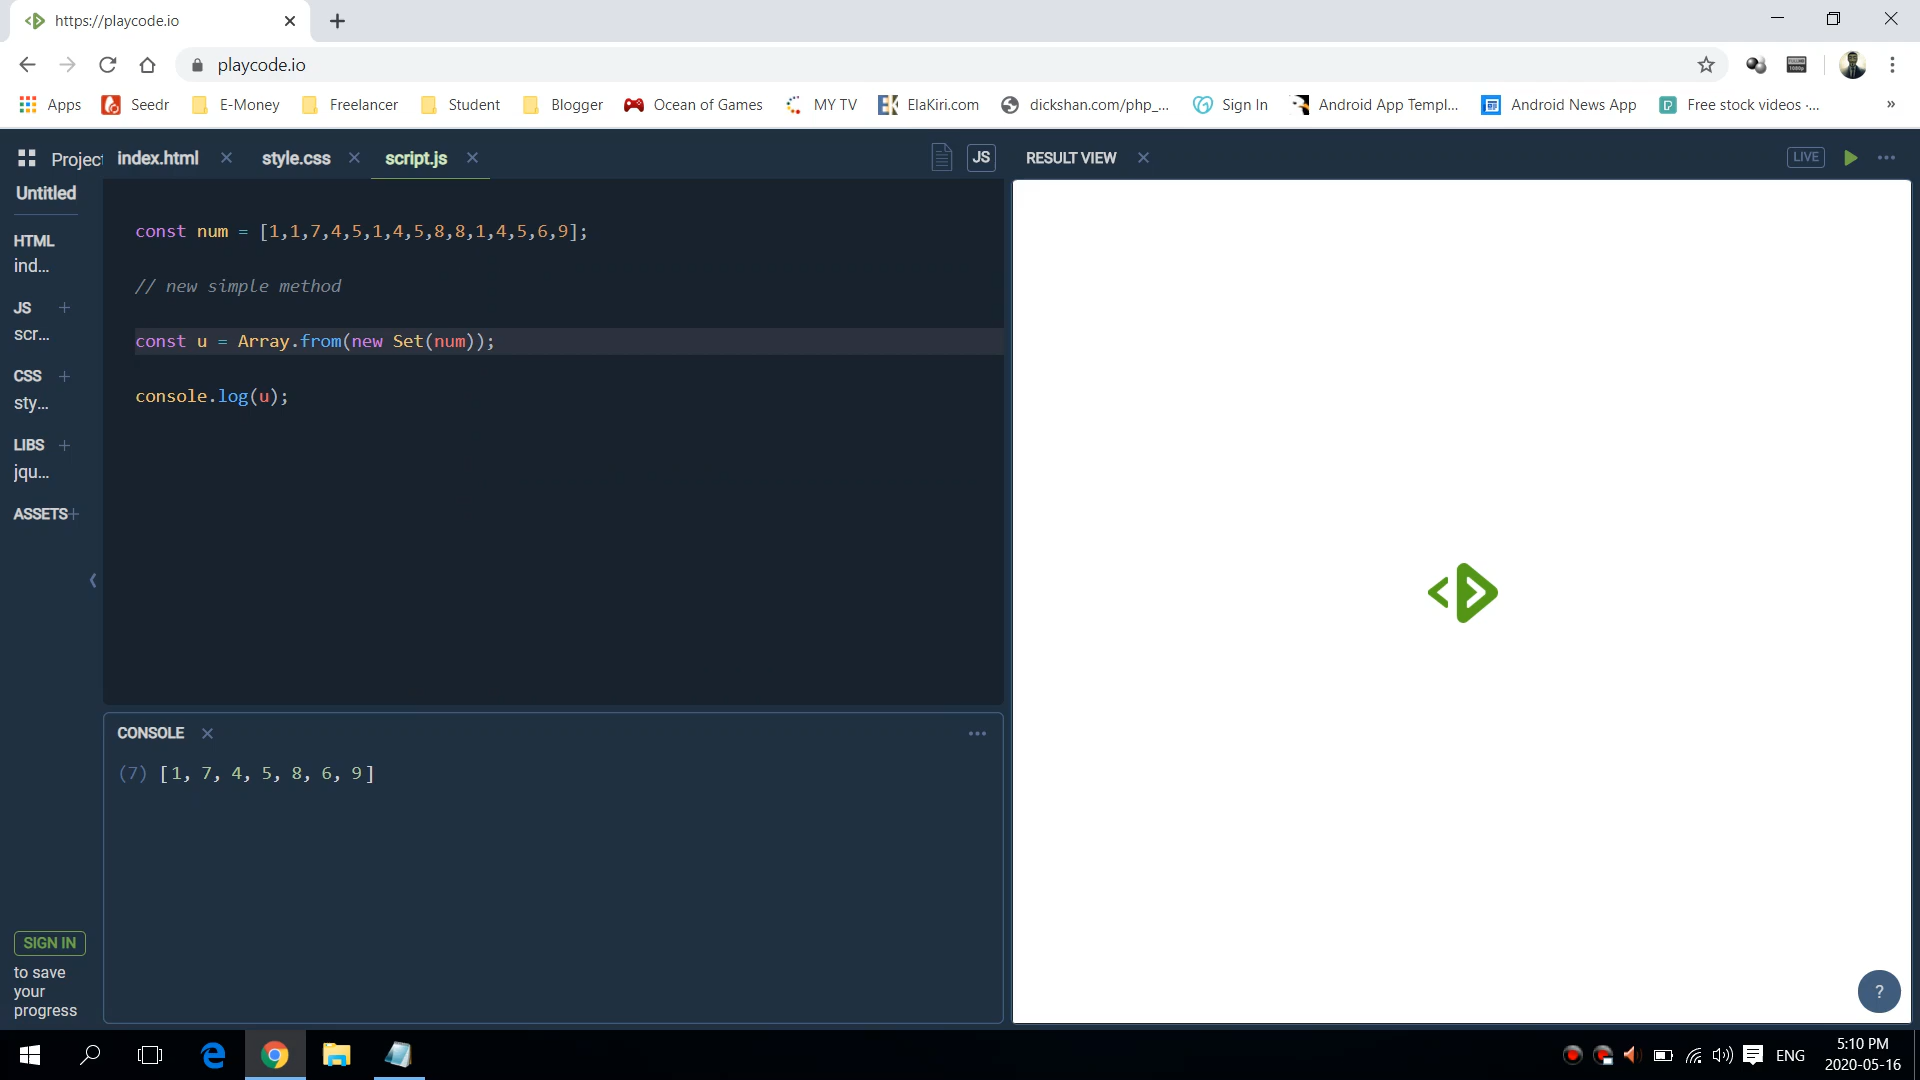 https://playcode.io
playcode.io
Apps Seedr E-Money Freelancer Student Blogger Ocean of Games MY TV ElaKiri.com dickshan.com/php_... Sign In Android App Templ... Android News App Free stock videos -... »
Project index.html style.css script.js JS RESULT VIEW LIVE
Untitled
HTML
ind...
JS
scr...
CSS
sty...
LIBS
jqu...
ASSETS
const num = [1,1,7,4,5,1,4,5,8,8,1,4,5,6,9];
// new simple method
const u = Array.from(new Set(num));
console.log(u);
CONSOLE
(7) [1, 7, 4, 5, 8, 6, 9]
SIGN IN
to save
your
progress
?
ENG
5:10 PM
2020-05-16